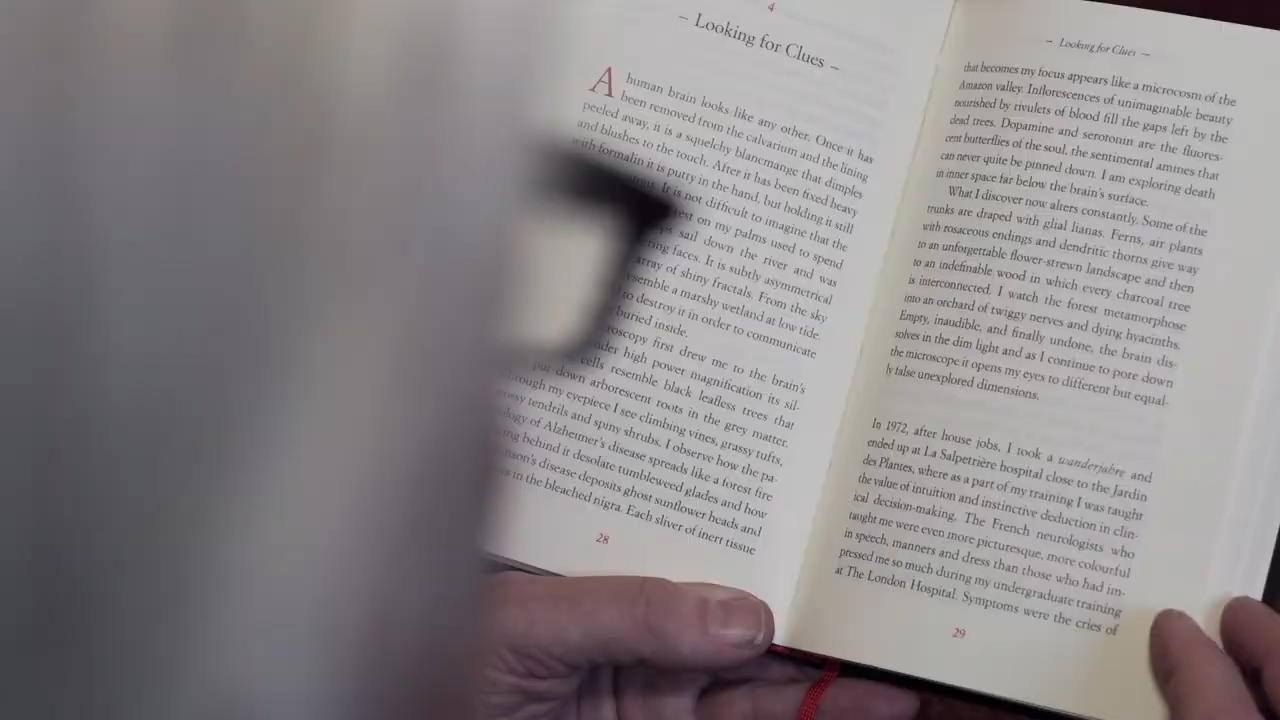 4
– Looking for Clues –
A human brain looks like any other. Once it has
been removed from the calvarium and the lining
peeled away, it is a squelchy blancmange that dimples
and blushes to the touch. After it has been fixed heavy
with formalin it is putty in the hand, but holding it still
It is not difficult to imagine that the
on my palms used to spend
sail down the river and was
faces. It is subtly asymmetrical
array of shiny fractals. From the sky
a marshy wetland at low tide.
to destroy it in order to communicate
buried inside.
first drew me to the brain's
high power magnification its sil-
cells resemble black leafless trees that
put down arborescent roots in the grey matter.
through my eyepiece I see climbing vines, grassy tufts,
tendrils and spiny shrubs. I observe how the pa-
of Alzheimer's disease spreads like a forest fire
behind it desolate tumbleweed glades and how
disease deposits ghost sunflower heads and
in the bleached nigra. Each sliver of inert tissue
28
– Looking for Clues –
that becomes my focus appears like a microcosm of the
Amazon valley. Inflorescences of unimaginable beauty
nourished by rivulets of blood fill the gaps left by the
dead trees. Dopamine and serotonin are the fluores-
cent butterflies of the soul, the sentimental amines that
can never quite be pinned down. I am exploring death
in inner space far below the brain's surface.
What I discover now alters constantly. Some of the
trunks are draped with glial lianas. Ferns, air plants
with rosaceous endings and dendritic thorns give way
to an unforgettable flower-strewn landscape and then
to an indefinable wood in which every charcoal tree
is interconnected. I watch the forest metamorphose
into an orchard of twiggy nerves and dying hyacinths.
Empty, inaudible, and finally undone, the brain dis-
solves in the dim light and as I continue to pore down
the microscope it opens my eyes to different but equal-
ly false unexplored dimensions.
In 1972, after house jobs, I took a wanderjahre and
ended up at La Salpetrière hospital close to the Jardin
des Plantes, where as a part of my training I was taught
the value of intuition and instinctive deduction in clin-
ical decision-making. The French neurologists who
taught me were even more picturesque, more colourful
in speech, manners and dress than those who had im-
pressed me so much during my undergraduate training
at The London Hospital. Symptoms were the cries of
29